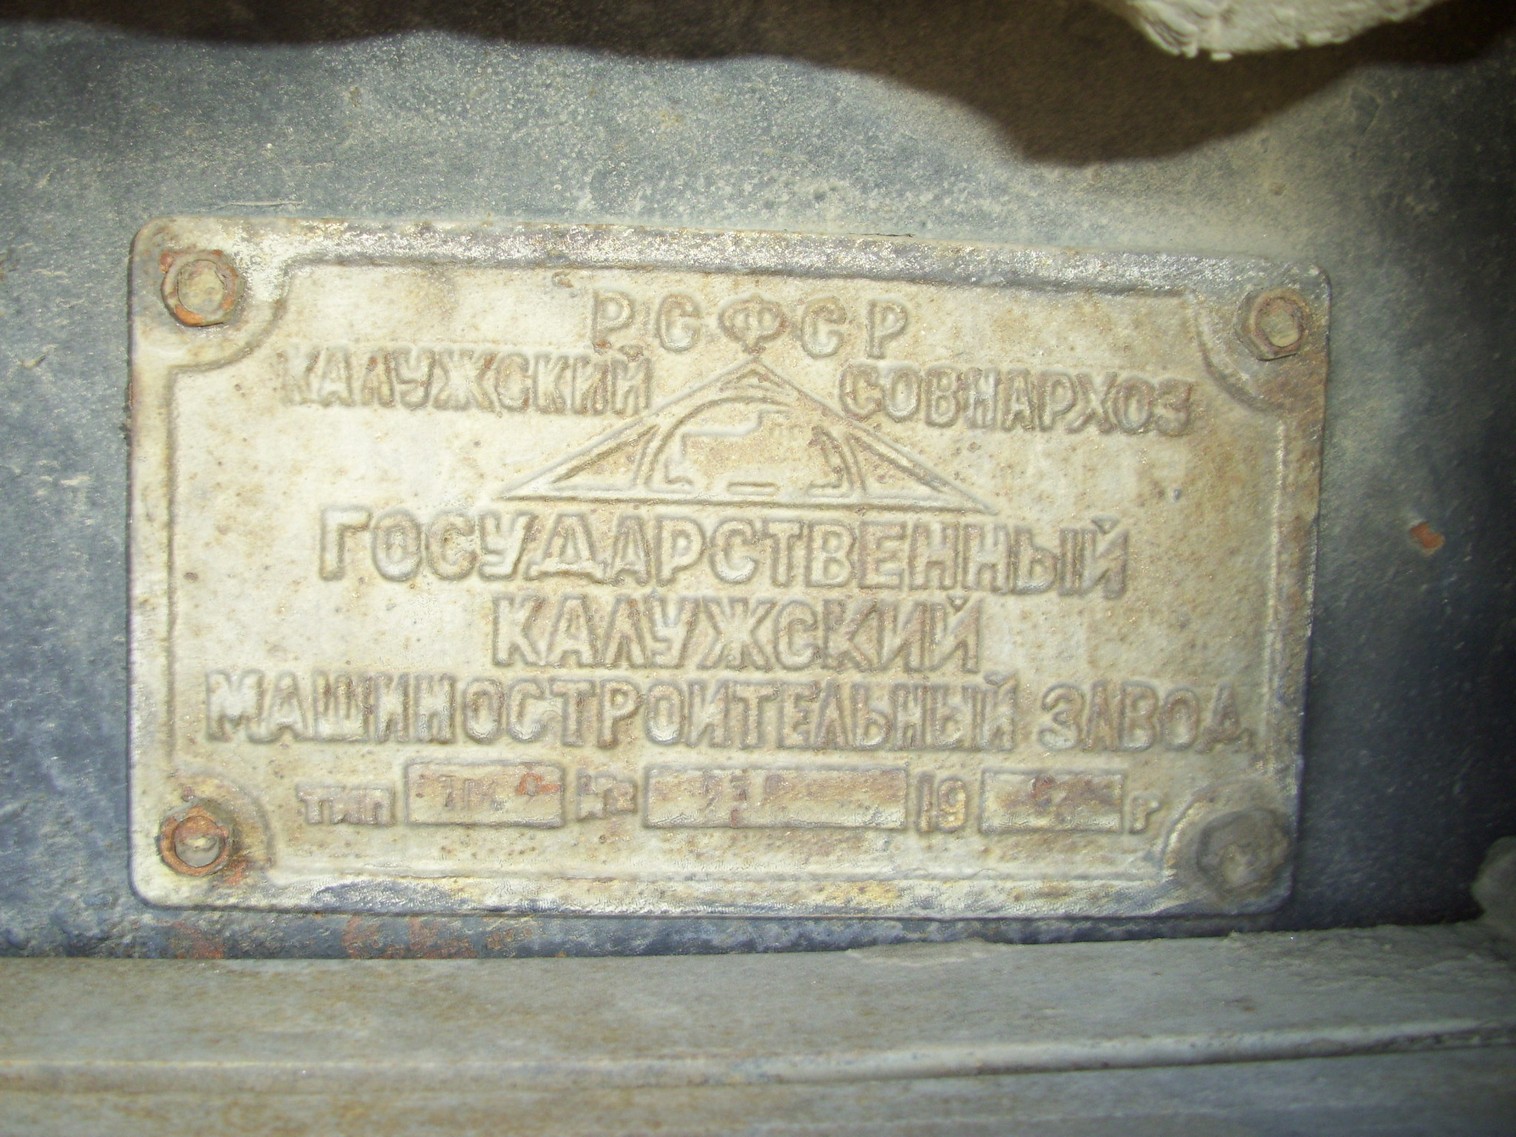 РСФСР
КАЛУЖСКИЙ СОВНАРХОЗ
ГОСУДАРСТВЕННЫЙ
КАЛУЖСКИЙ
МАШИНОСТРОИТЕЛЬНЫЙ ЗАВОД
ТИП № 19 Г